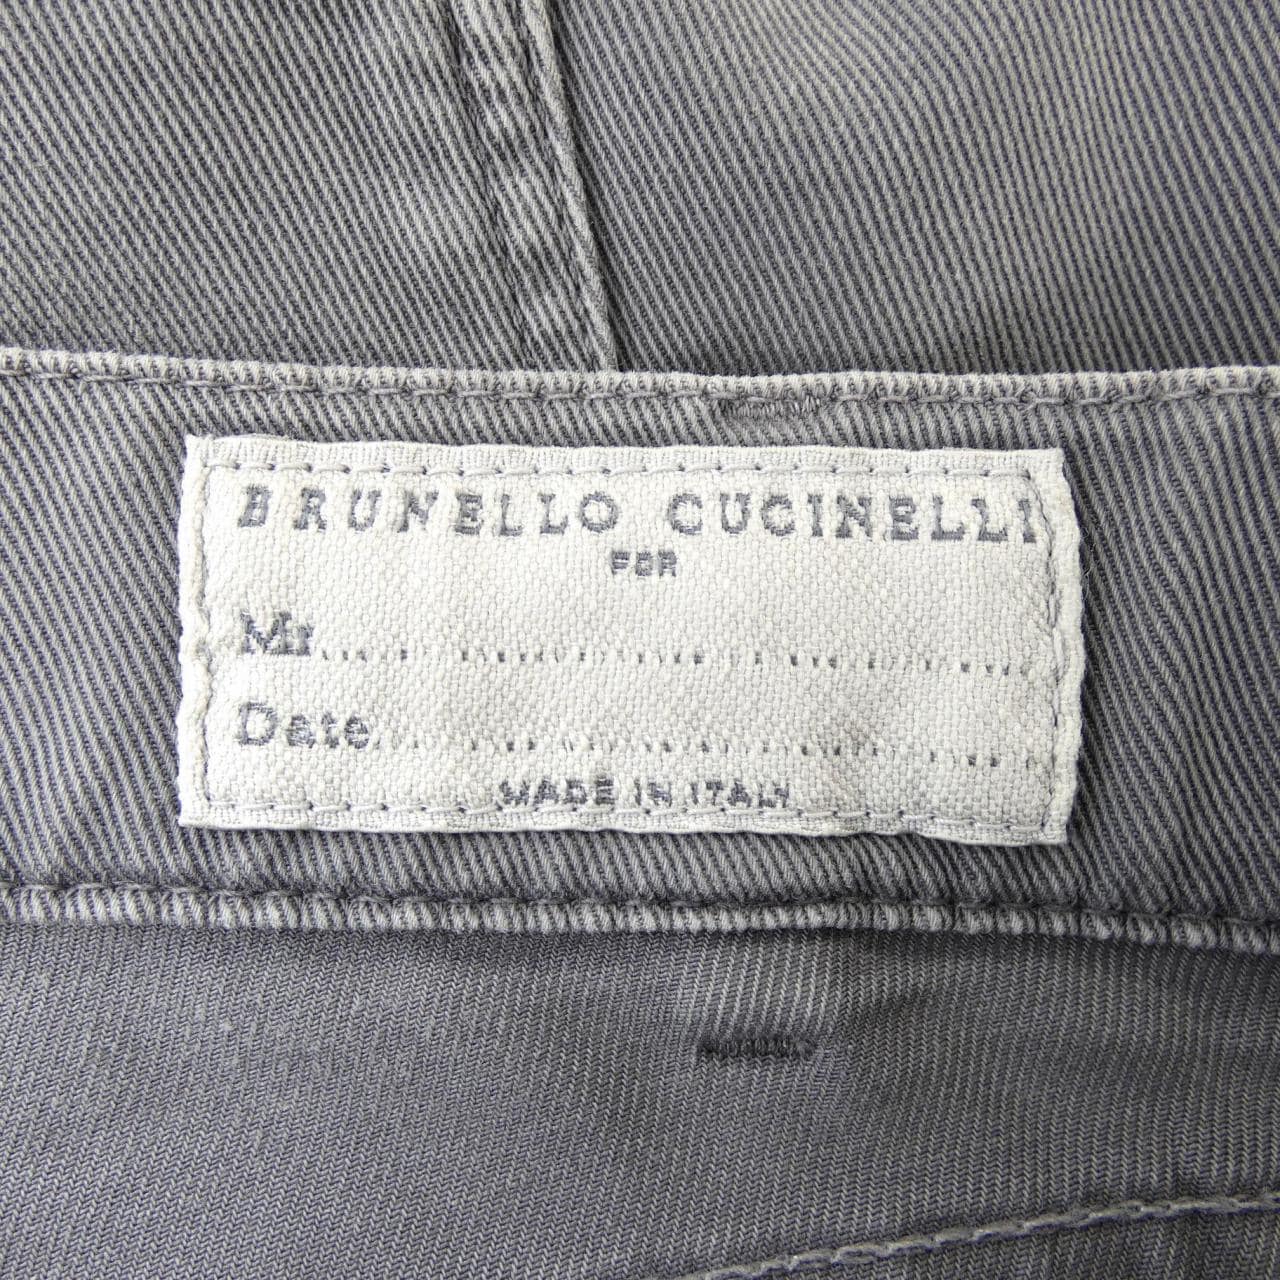 BRUNELLO CUCINELLI
FOR
Mr....................................
Date....................................
MADE IN ITALY